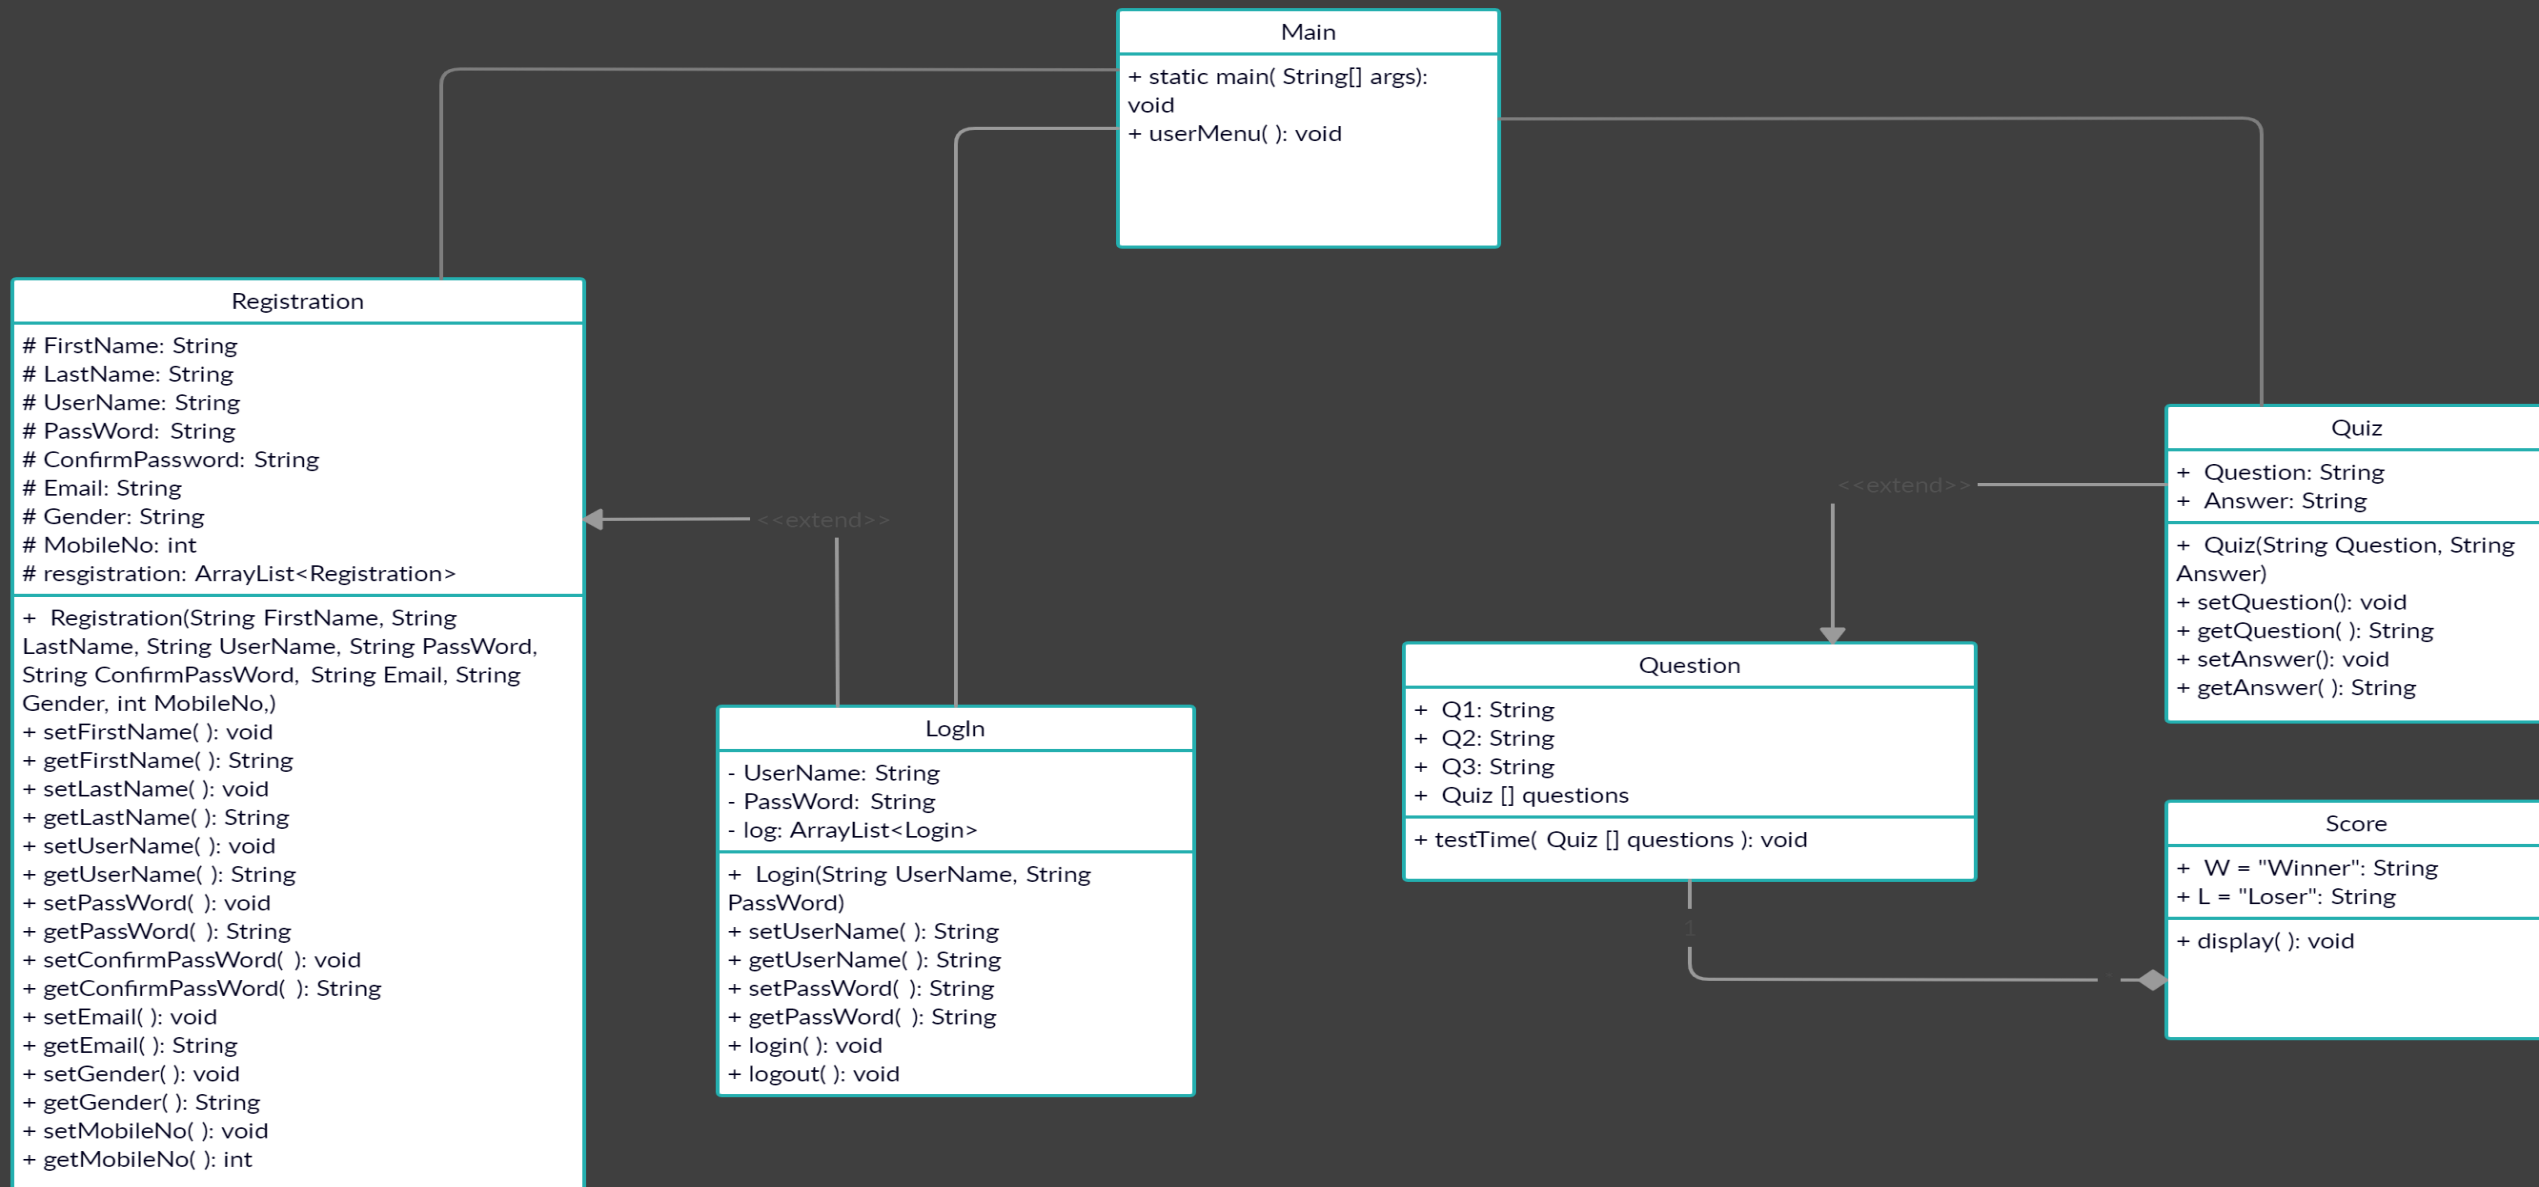 Main
+ static main( String[] args):
void
+ userMenu( ): void
Registration
# FirstName: String
# LastName: String
# UserName: String
# PassWord: String
# ConfirmPassword: String
# Email: String
# Gender: String
# MobileNo: int
# resgistration: ArrayList<Registration>
+ Registration(String FirstName, String
LastName, String UserName, String PassWord,
String ConfirmPassWord, String Email, String
Gender, int MobileNo,)
+ setFirstName( ): void
+ getFirstName( ): String
+ setLastName( ): void
+ getLastName( ): String
+ setUserName( ): void
+ getUserName( ): String
+ setPassWord( ): void
+ getPassWord( ): String
+ setConfirmPassWord( ): void
+ getConfirmPassWord( ): String
+ setEmail( ): void
+ getEmail( ): String
+ setGender( ): void
+ getGender( ): String
+ setMobileNo( ): void
+ getMobileNo( ): int
<<extend>>
LogIn
- UserName: String
- PassWord: String
- log: ArrayList<Login>
+ Login(String UserName, String
PassWord)
+ setUserName( ): String
+ getUserName( ): String
+ setPassWord( ): String
+ getPassWord( ): String
+ login( ): void
+ logout( ): void
<<extend>>
Question
+ Q1: String
+ Q2: String
+ Q3: String
+ Quiz [] questions
+ testTime( Quiz [] questions ): void
1
Quiz
+ Question: String
+ Answer: String
+ Quiz(String Question, String
Answer)
+ setQuestion(): void
+ getQuestion( ): String
+ setAnswer(): void
+ getAnswer( ): String
Score
+ W = "Winner": String
+ L = "Loser": String
+ display( ): void